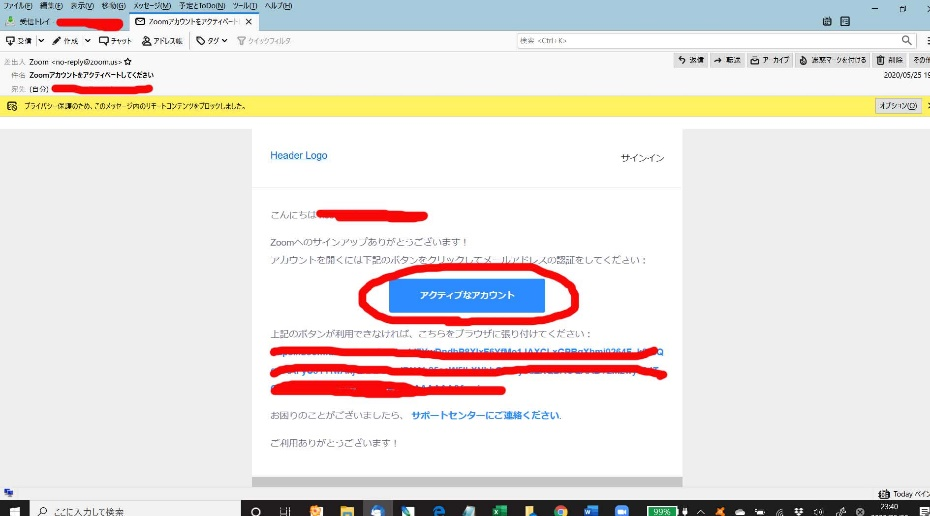 ファイル(F) 編集(E) 表示(V) 移動(G) メッセージ(M) 予定とToDo(N) ツール(T) ヘルプ(H)
受信トレイ -
Zoomアカウントをアクティベート
受信 作成 チャット アドレス帳 タグ クイックフィルタ
検索 <Ctrl+K>
差出人 Zoom <no-reply@zoom.us>
返信 転送 アーカイブ 迷惑マークを付ける 削除 その他
件名 Zoomアカウントをアクティベートしてください
2020/05/25 19
宛先 (自分)
プライバシー保護のため、このメッセージ内のリモートコンテンツをブロックしました。
オプション(O)
Header Logo
サインイン
こんにちは
Zoomへのサインアップありがとうございます！
アカウントを開くには下記のボタンをクリックしてメールアドレスの認証をしてください：
アクティブなアカウント
上記のボタンが利用できなければ、こちらをブラウザに張り付けてください：
お困りのことがございましたら、 サポートセンターにご連絡ください.
ご利用ありがとうございます！
Today ペイン
ここに入力して検索
99%
23:40